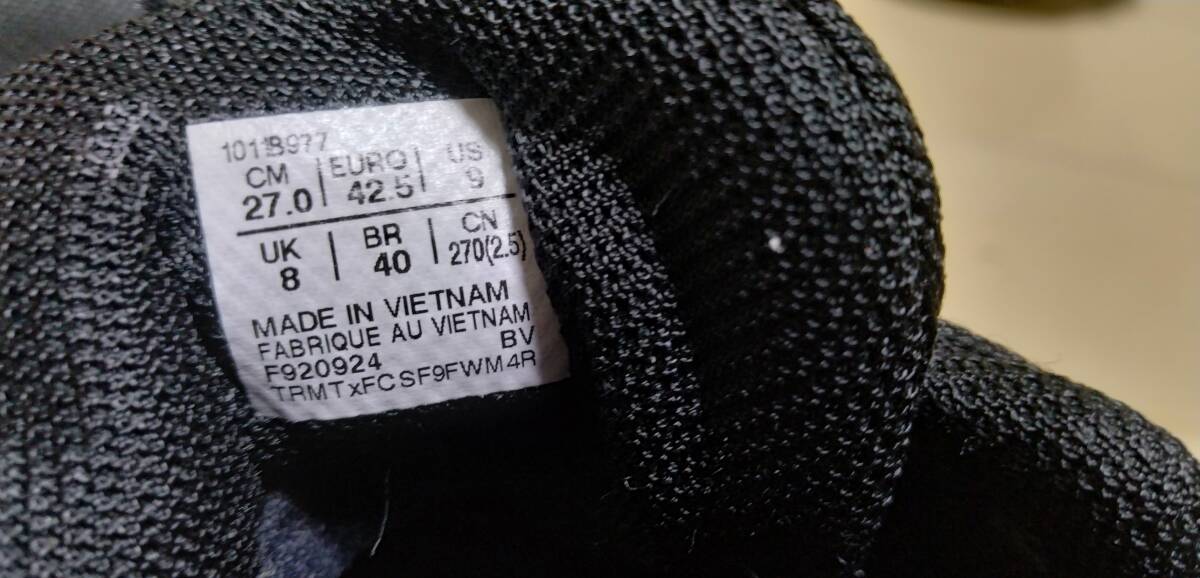 1011B977
CM EURO US
27.0 42.5 9
UK BR CN
8 40 270(2.5)
MADE IN VIETNAM
FABRIQUE AU VIETNAM
F920924 BV
TRMTxFCSF9FWM4R